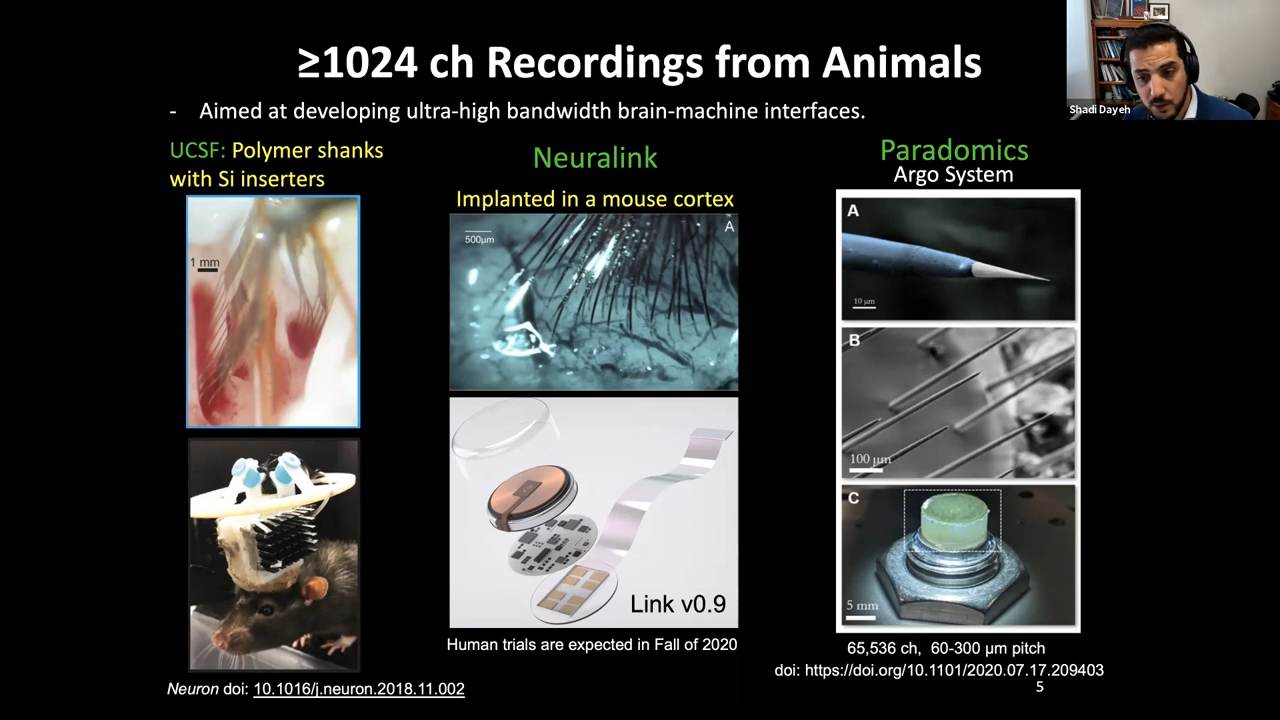 ≥1024 ch Recordings from Animals
Shadi Dayeh
- Aimed at developing ultra-high bandwidth brain-machine interfaces.
UCSF: Polymer shanks
with Si inserters
1 mm
Neuralink
Implanted in a mouse cortex
A
500µm
Link v0.9
Human trials are expected in Fall of 2020
Paradomics
Argo System
A
10 µm
B
100 µm
C
5 mm
65,536 ch, 60-300 µm pitch
doi: https://doi.org/10.1101/2020.07.17.209403
Neuron doi: 10.1016/j.neuron.2018.11.002
5